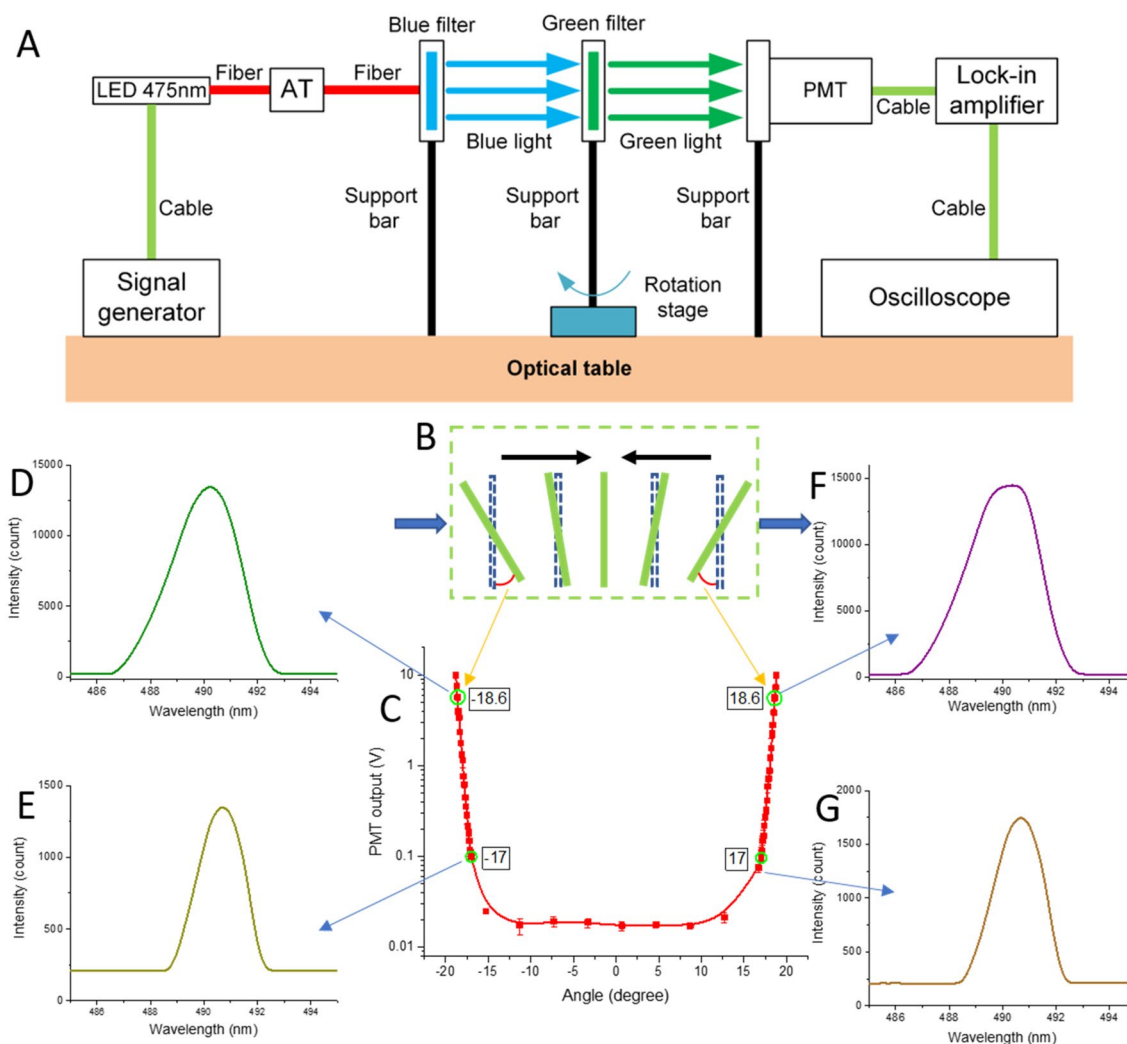 A
Blue filter
Green filter
LED 475nm
Fiber
AT
Fiber
PMT
Cable
Lock-in
amplifier
Blue light
Green light
Cable
Support
bar
Support
bar
Support
bar
Cable
Signal
generator
Rotation
stage
Oscilloscope
Optical table
B
D
15000
10000
5000
0
Intensity (count)
486
488
490
492
494
Wavelength (nm)
F
15000
10000
5000
0
Intensity (count)
486
488
490
492
494
Wavelength (nm)
C
10
1
0.1
0.01
PMT output (V)
-18.6
18.6
-17
17
-20
-15
-10
-5
0
5
10
15
20
Angle (degree)
E
1500
1000
500
0
Intensity (count)
486
488
490
492
494
Wavelength (nm)
G
2000
1500
1000
500
0
Intensity (count)
486
488
490
492
494
Wavelength (nm)